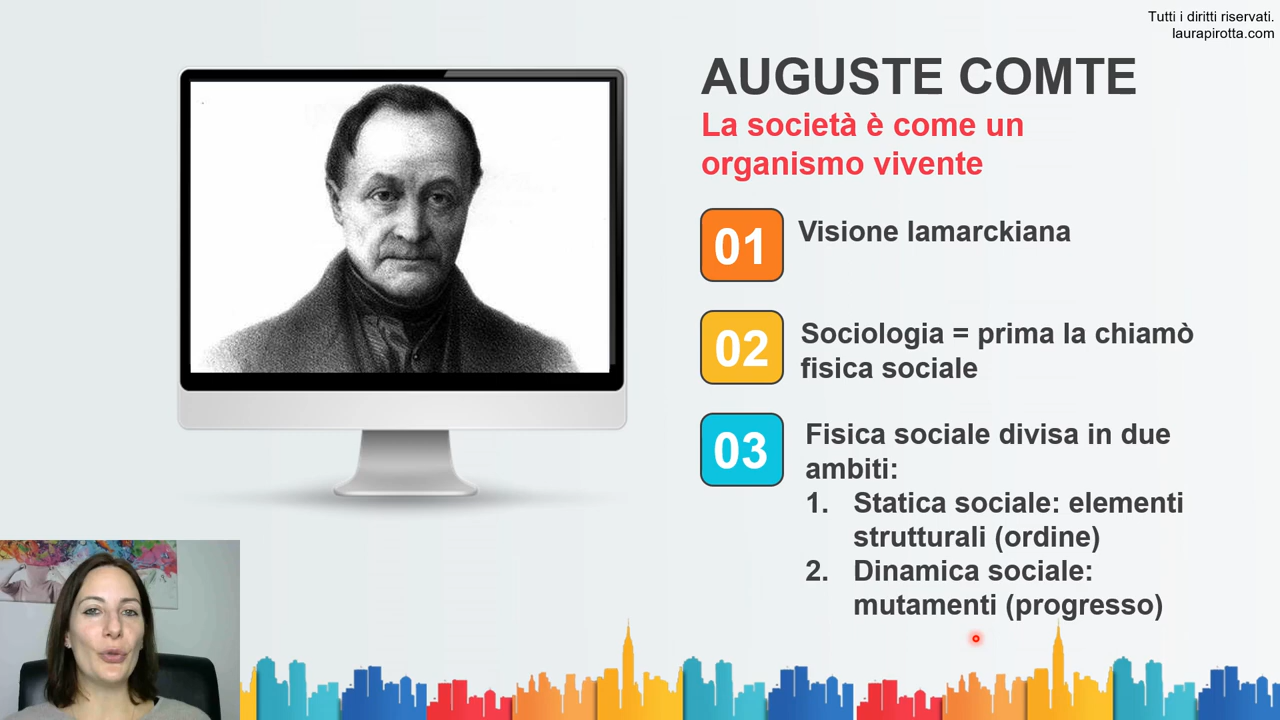 Tutti i diritti riservati.
laurapirotta.com
AUGUSTE COMTE
La società è come un
organismo vivente
01
Visione lamarckiana
02
Sociologia = prima la chiamò
fisica sociale
03
Fisica sociale divisa in due
ambiti:
1. Statica sociale: elementi
strutturali (ordine)
2. Dinamica sociale:
mutamenti (progresso)